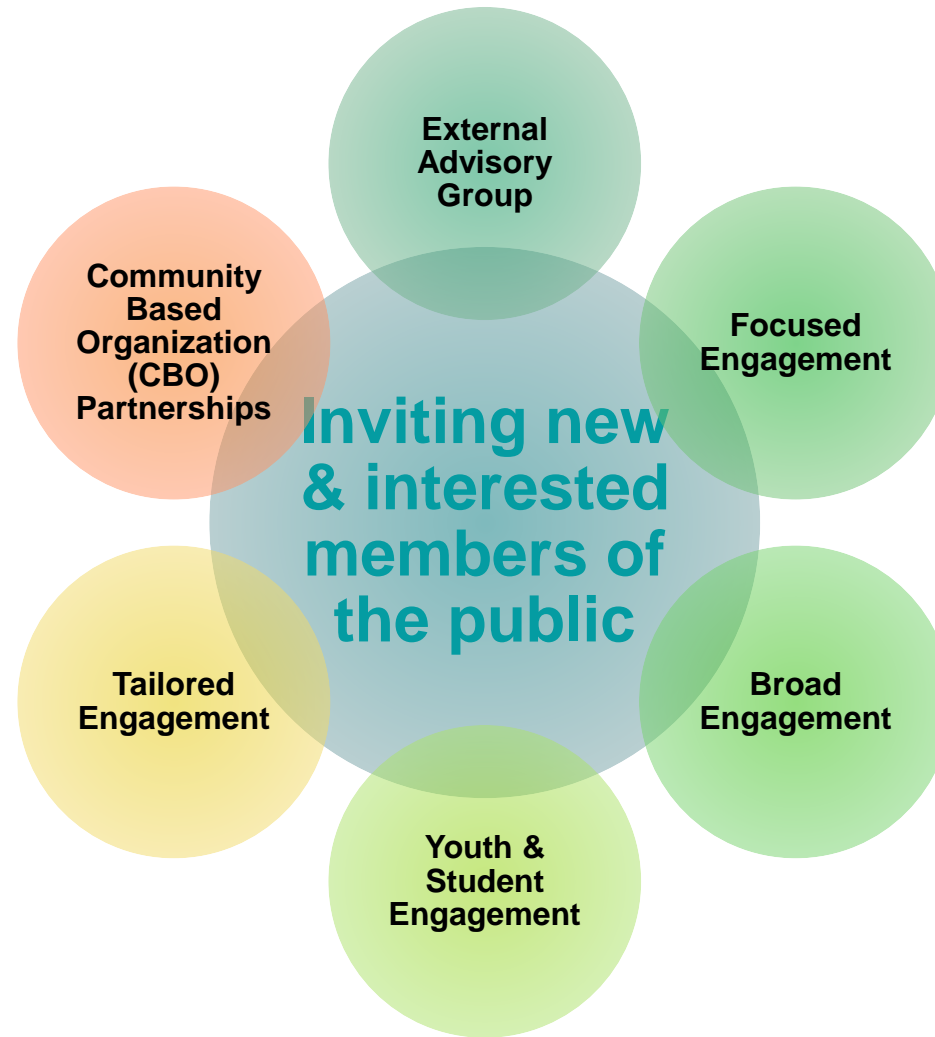 External
Advisory
Group
Community
Based
Organization
(CBO)
Partnerships
Focused
Engagement
Inviting new
& interested
members of
the public
Tailored
Engagement
Broad
Engagement
Youth &
Student
Engagement